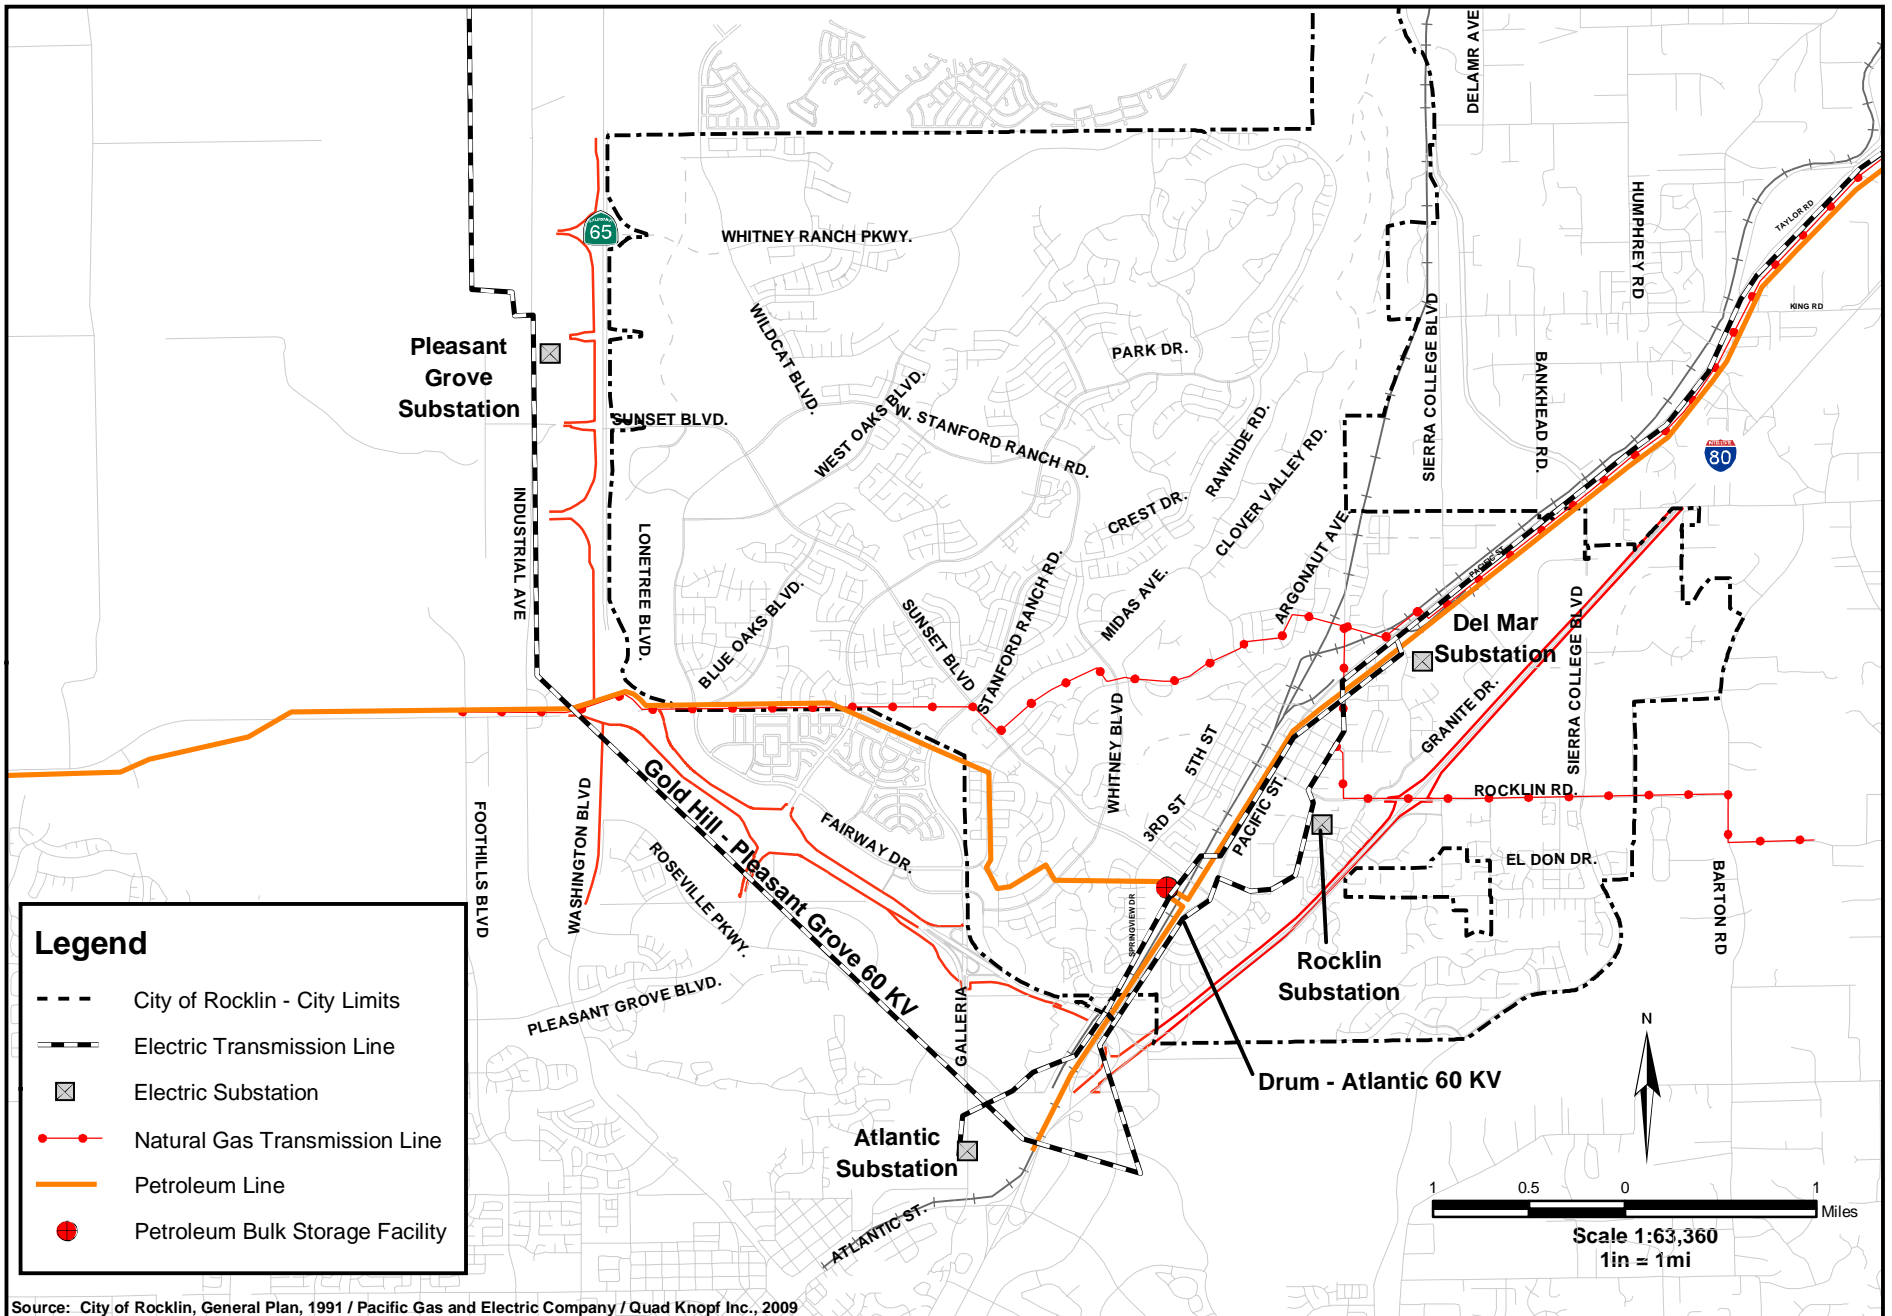 DELAMR AVE
65
WHITNEY RANCH PKWY.
HUMPHREY RD
TAYLOR RD
KING RD
Pleasant
Grove
Substation
WILDCAT BLVD.
PARK DR.
SIERRA COLLEGE BLVD
BANKHEAD RD.
SUNSET BLVD.
WEST OAKS BLVD.
W. STANFORD RANCH RD.
RAWHIDE RD.
CLOVER VALLEY RD.
80
INDUSTRIAL AVE
LONETREE BLVD.
CREST DR.
ARGONAUT AVE.
PACIFIC ST.
BLUE OAKS BLVD.
SUNSET BLVD
STANFORD RANCH RD.
MIDAS AVE.
Del Mar
Substation
SIERRA COLLEGE BLVD
GRANITE DR.
WHITNEY BLVD
5TH ST
3RD ST
PACIFIC ST.
ROCKLIN RD.
Gold Hill - Pleasant Grove 60 KV
FOOTHILLS BLVD
WASHINGTON BLVD
ROSEVILLE PKWY.
FAIRWAY DR.
EL DON DR.
BARTON RD
SPRINGVIEW DR
Rocklin
Substation
PLEASANT GROVE BLVD.
GALLERIA
Drum - Atlantic 60 KV
Atlantic
Substation
ATLANTIC ST.
Legend
City of Rocklin - City Limits
Electric Transmission Line
Electric Substation
Natural Gas Transmission Line
Petroleum Line
Petroleum Bulk Storage Facility
N
1 0.5 0 1
Miles
Scale 1:63,360
1in = 1mi
Source: City of Rocklin, General Plan, 1991 / Pacific Gas and Electric Company / Quad Knopf Inc., 2009